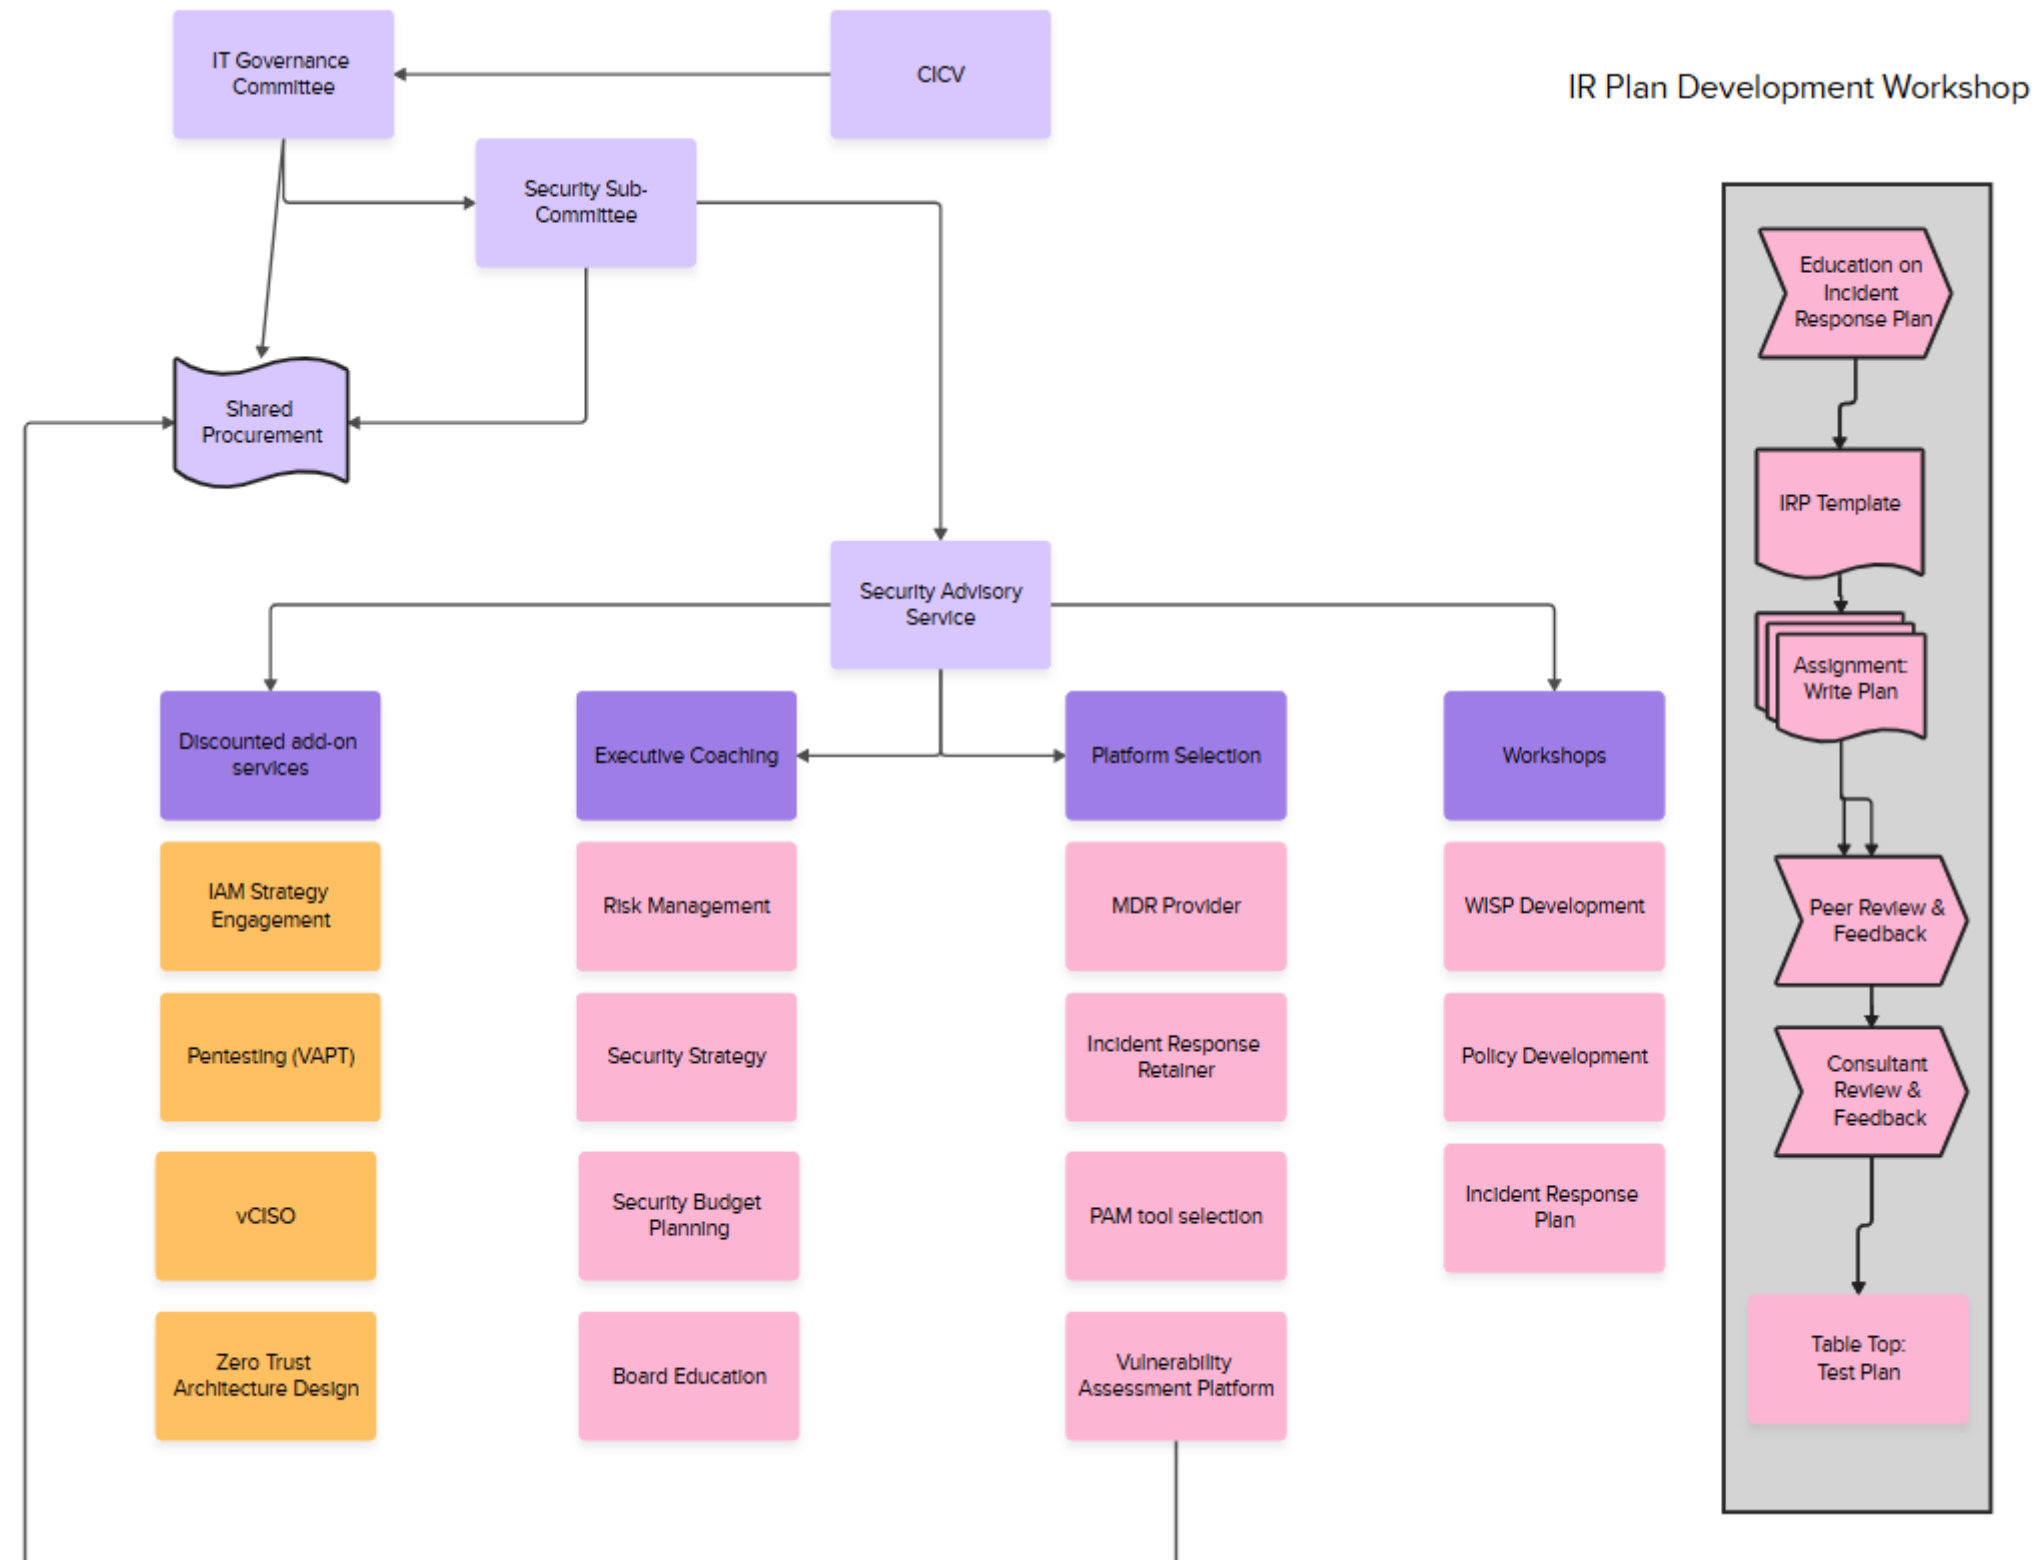 IT Governance
Committee
CICV
IR Plan Development Workshop
Security Sub-
Committee
Shared
Procurement
Security Advisory
Service
Discounted add-on
services
Executive Coaching
Platform Selection
Workshops
IAM Strategy
Engagement
Risk Management
MDR Provider
WISP Development
Pentesting (VAPT)
Security Strategy
Incident Response
Retainer
Policy Development
vCISO
Security Budget
Planning
PAM tool selection
Incident Response
Plan
Zero Trust
Architecture Design
Board Education
Vulnerability
Assessment Platform
Education on
Incident
Response Plan
IRP Template
Assignment:
Write Plan
Peer Review &
Feedback
Consultant
Review &
Feedback
Table Top:
Test Plan